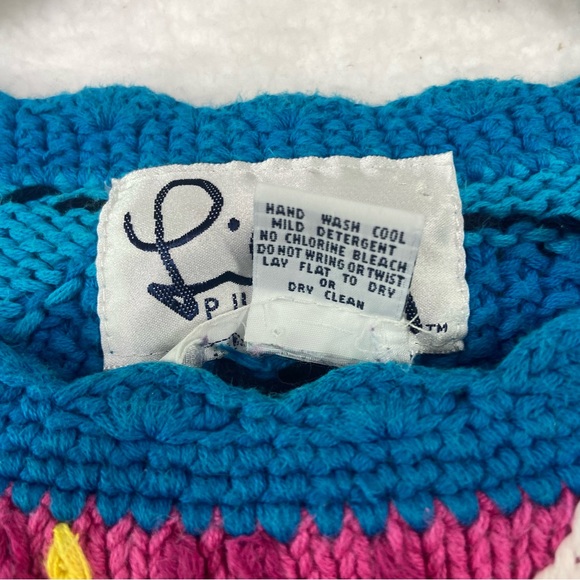 HAND WASH COOL
MILD DETERGENT
NO CHLORINE BLEACH
DO NOT WRING OR TWIST
LAY FLAT TO DRY
OR
DRY CLEAN
TM